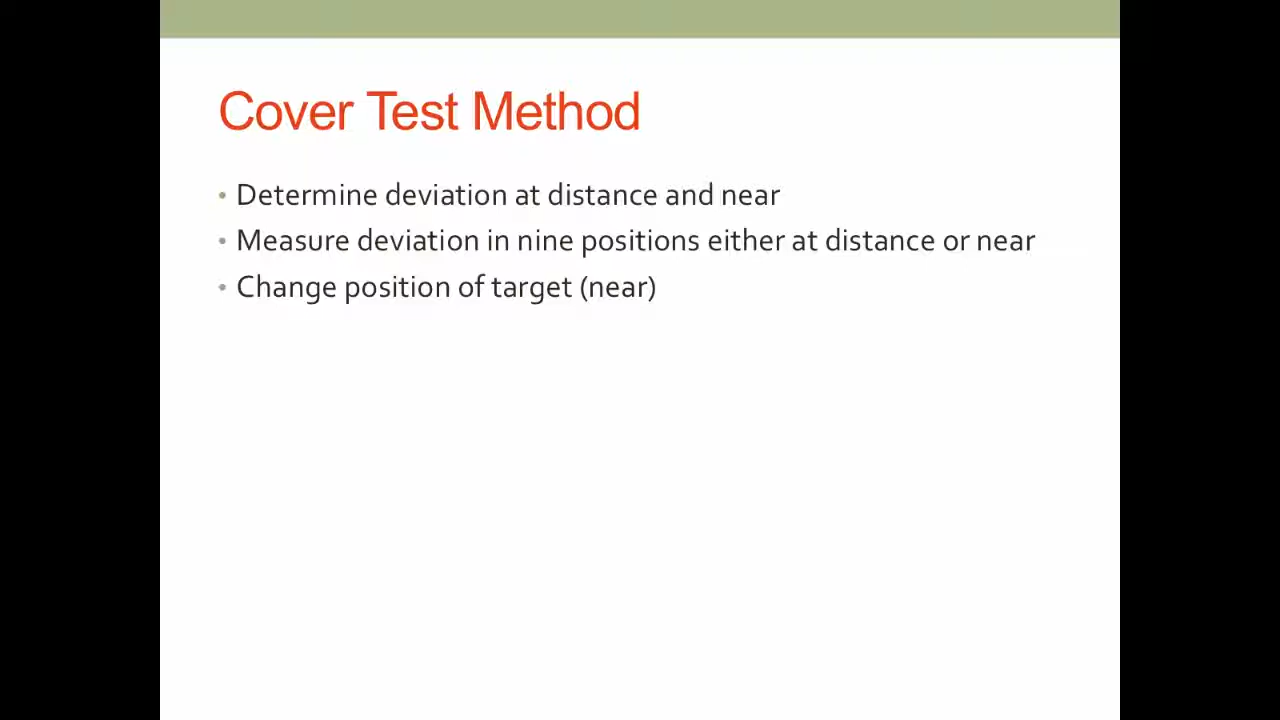 Cover Test Method
• Determine deviation at distance and near
• Measure deviation in nine positions either at distance or near
• Change position of target (near)